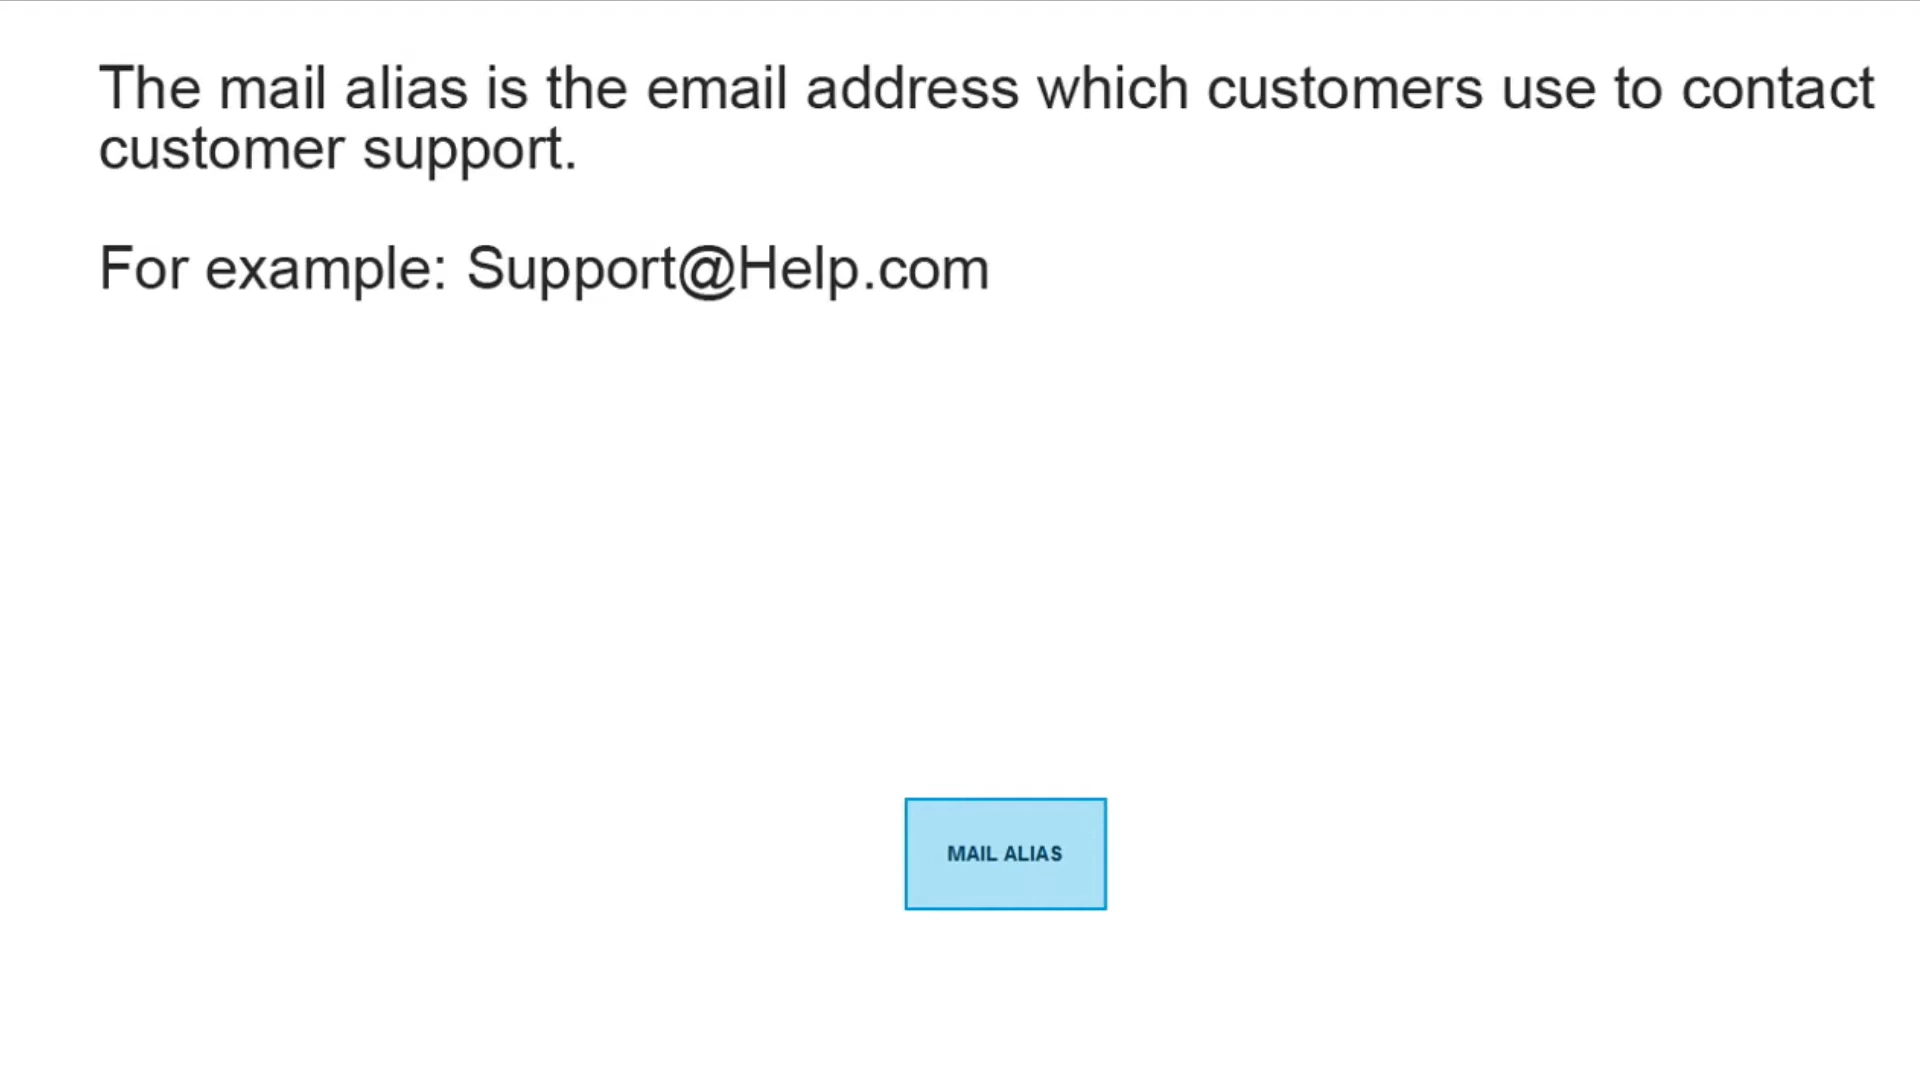 The mail alias is the email address which customers use to contact
customer support.
For example: Support@Help.com
MAIL ALIAS